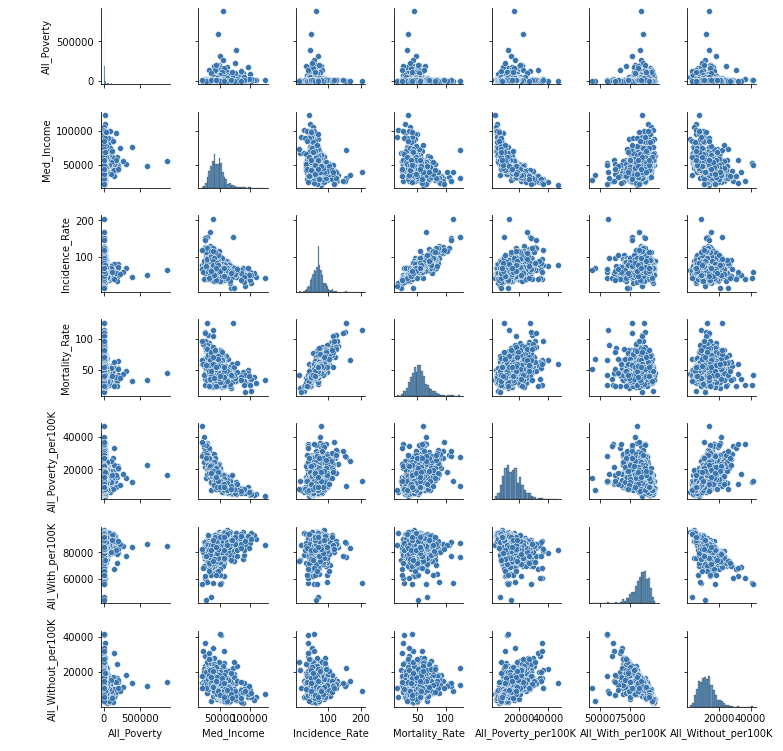 All_Poverty
500000
0
Med_Income
100000
50000
Incidence_Rate
200
100
Mortality_Rate
100
50
All_Poverty_per100K
40000
20000
All_With_per100K
80000
60000
All_Without_per100K
40000
20000
0 500000 50000 100000 100 200 50 100 20000 40000 50000 75000 20000 40000
All_Poverty Med_Income Incidence_Rate Mortality_Rate All_Poverty_per100K All_With_per100K All_Without_per100K